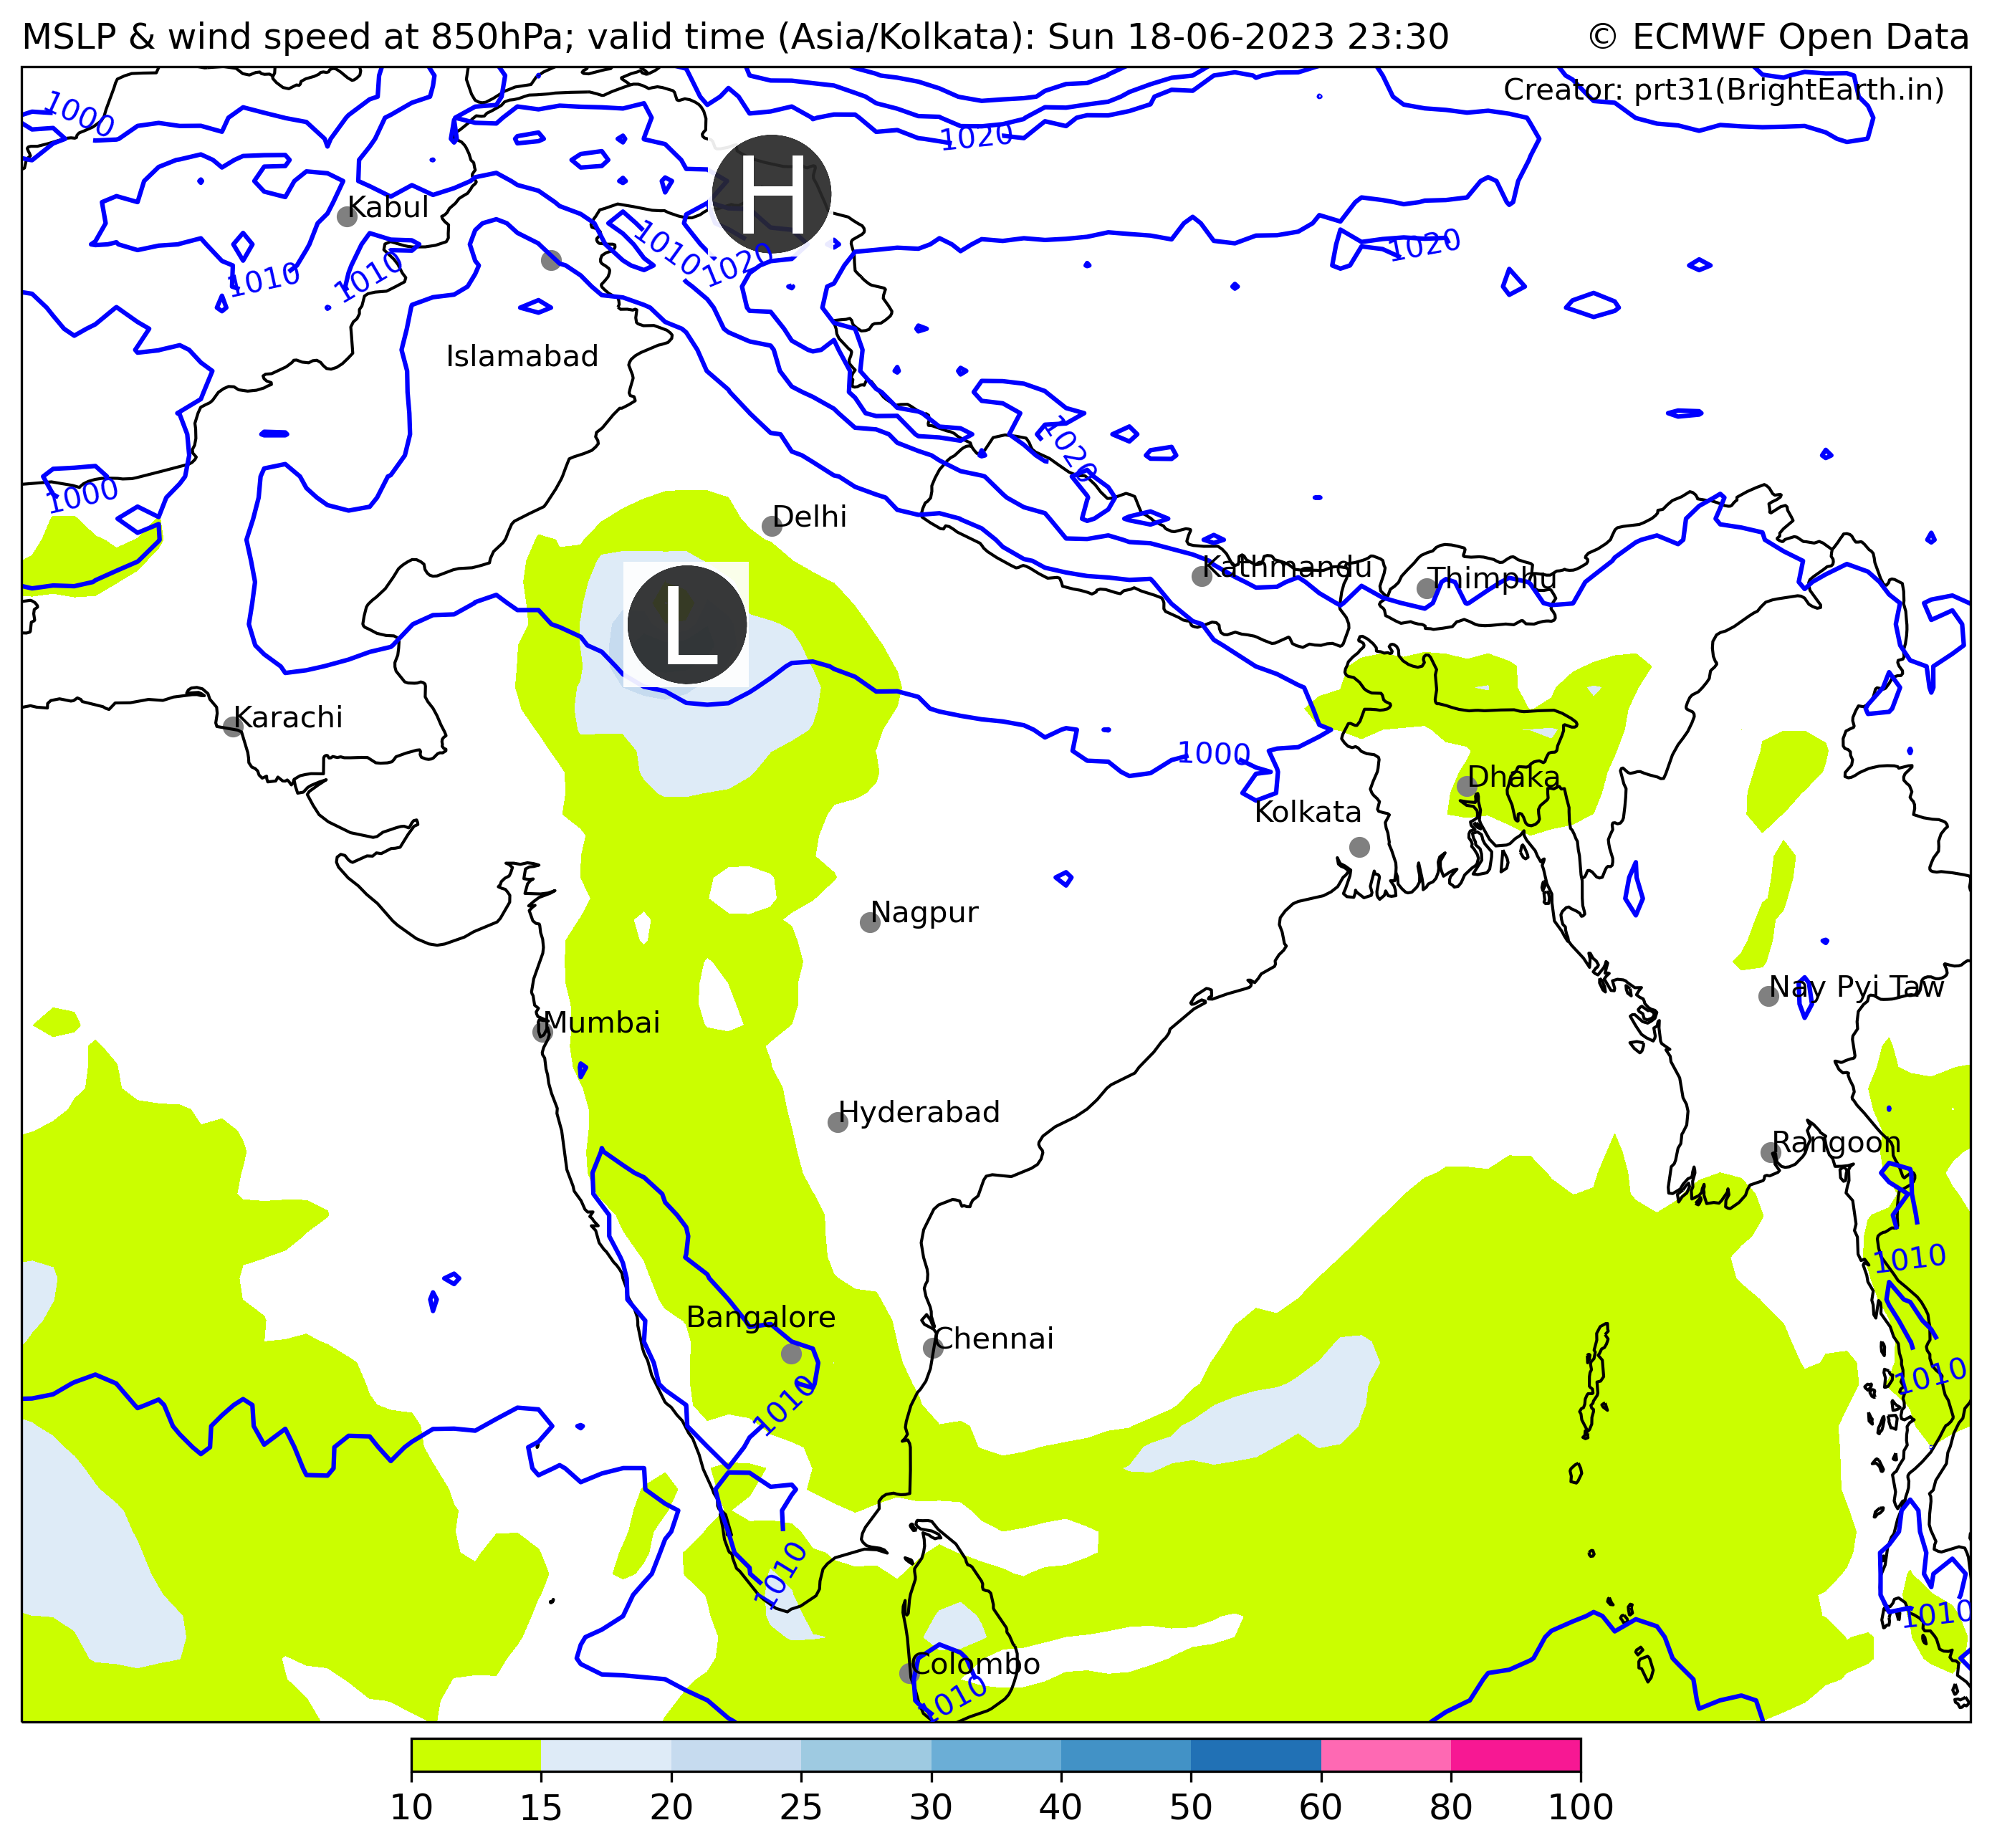 MSLP & wind speed at 850hPa; valid time (Asia/Kolkata): Sun 18-06-2023 23:30 © ECMWF Open Data
Creator: prt31(BrightEarth.in)
1000
1020
H
Kabul
1010
1020
1020
1010
1010
Islamabad
1020
1000
Delhi
Kathmandu
Thimphu
L
Karachi
1000
Dhaka
Kolkata
Nagpur
Nay Pyi Taw
Mumbai
Hyderabad
Rangoon
1010
Bangalore
Chennai
1010
1010
1010
1010
Colombo
1010
10 15 20 25 30 40 50 60 80 100